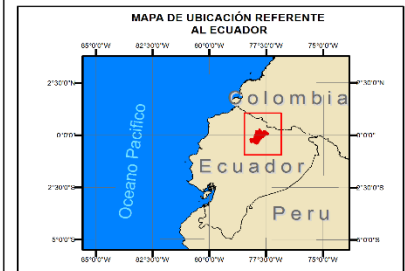 MAPA DE UBICACIÓN REFERENTE
AL ECUADOR
85°0'0"O 82°30'0"O 80°0'0"O 77°30'0"O 75°0'0"O
2°30'0"N 2°30'0"N
Colombia
0°0'0" 0°0'0"
Oceano Pacifico
Ecuador
2°30'0"S 2°30'0"S
Peru
5°0'0"S 5°0'0"S
85°0'0"O 82°30'0"O 80°0'0"O 77°30'0"O 75°0'0"O